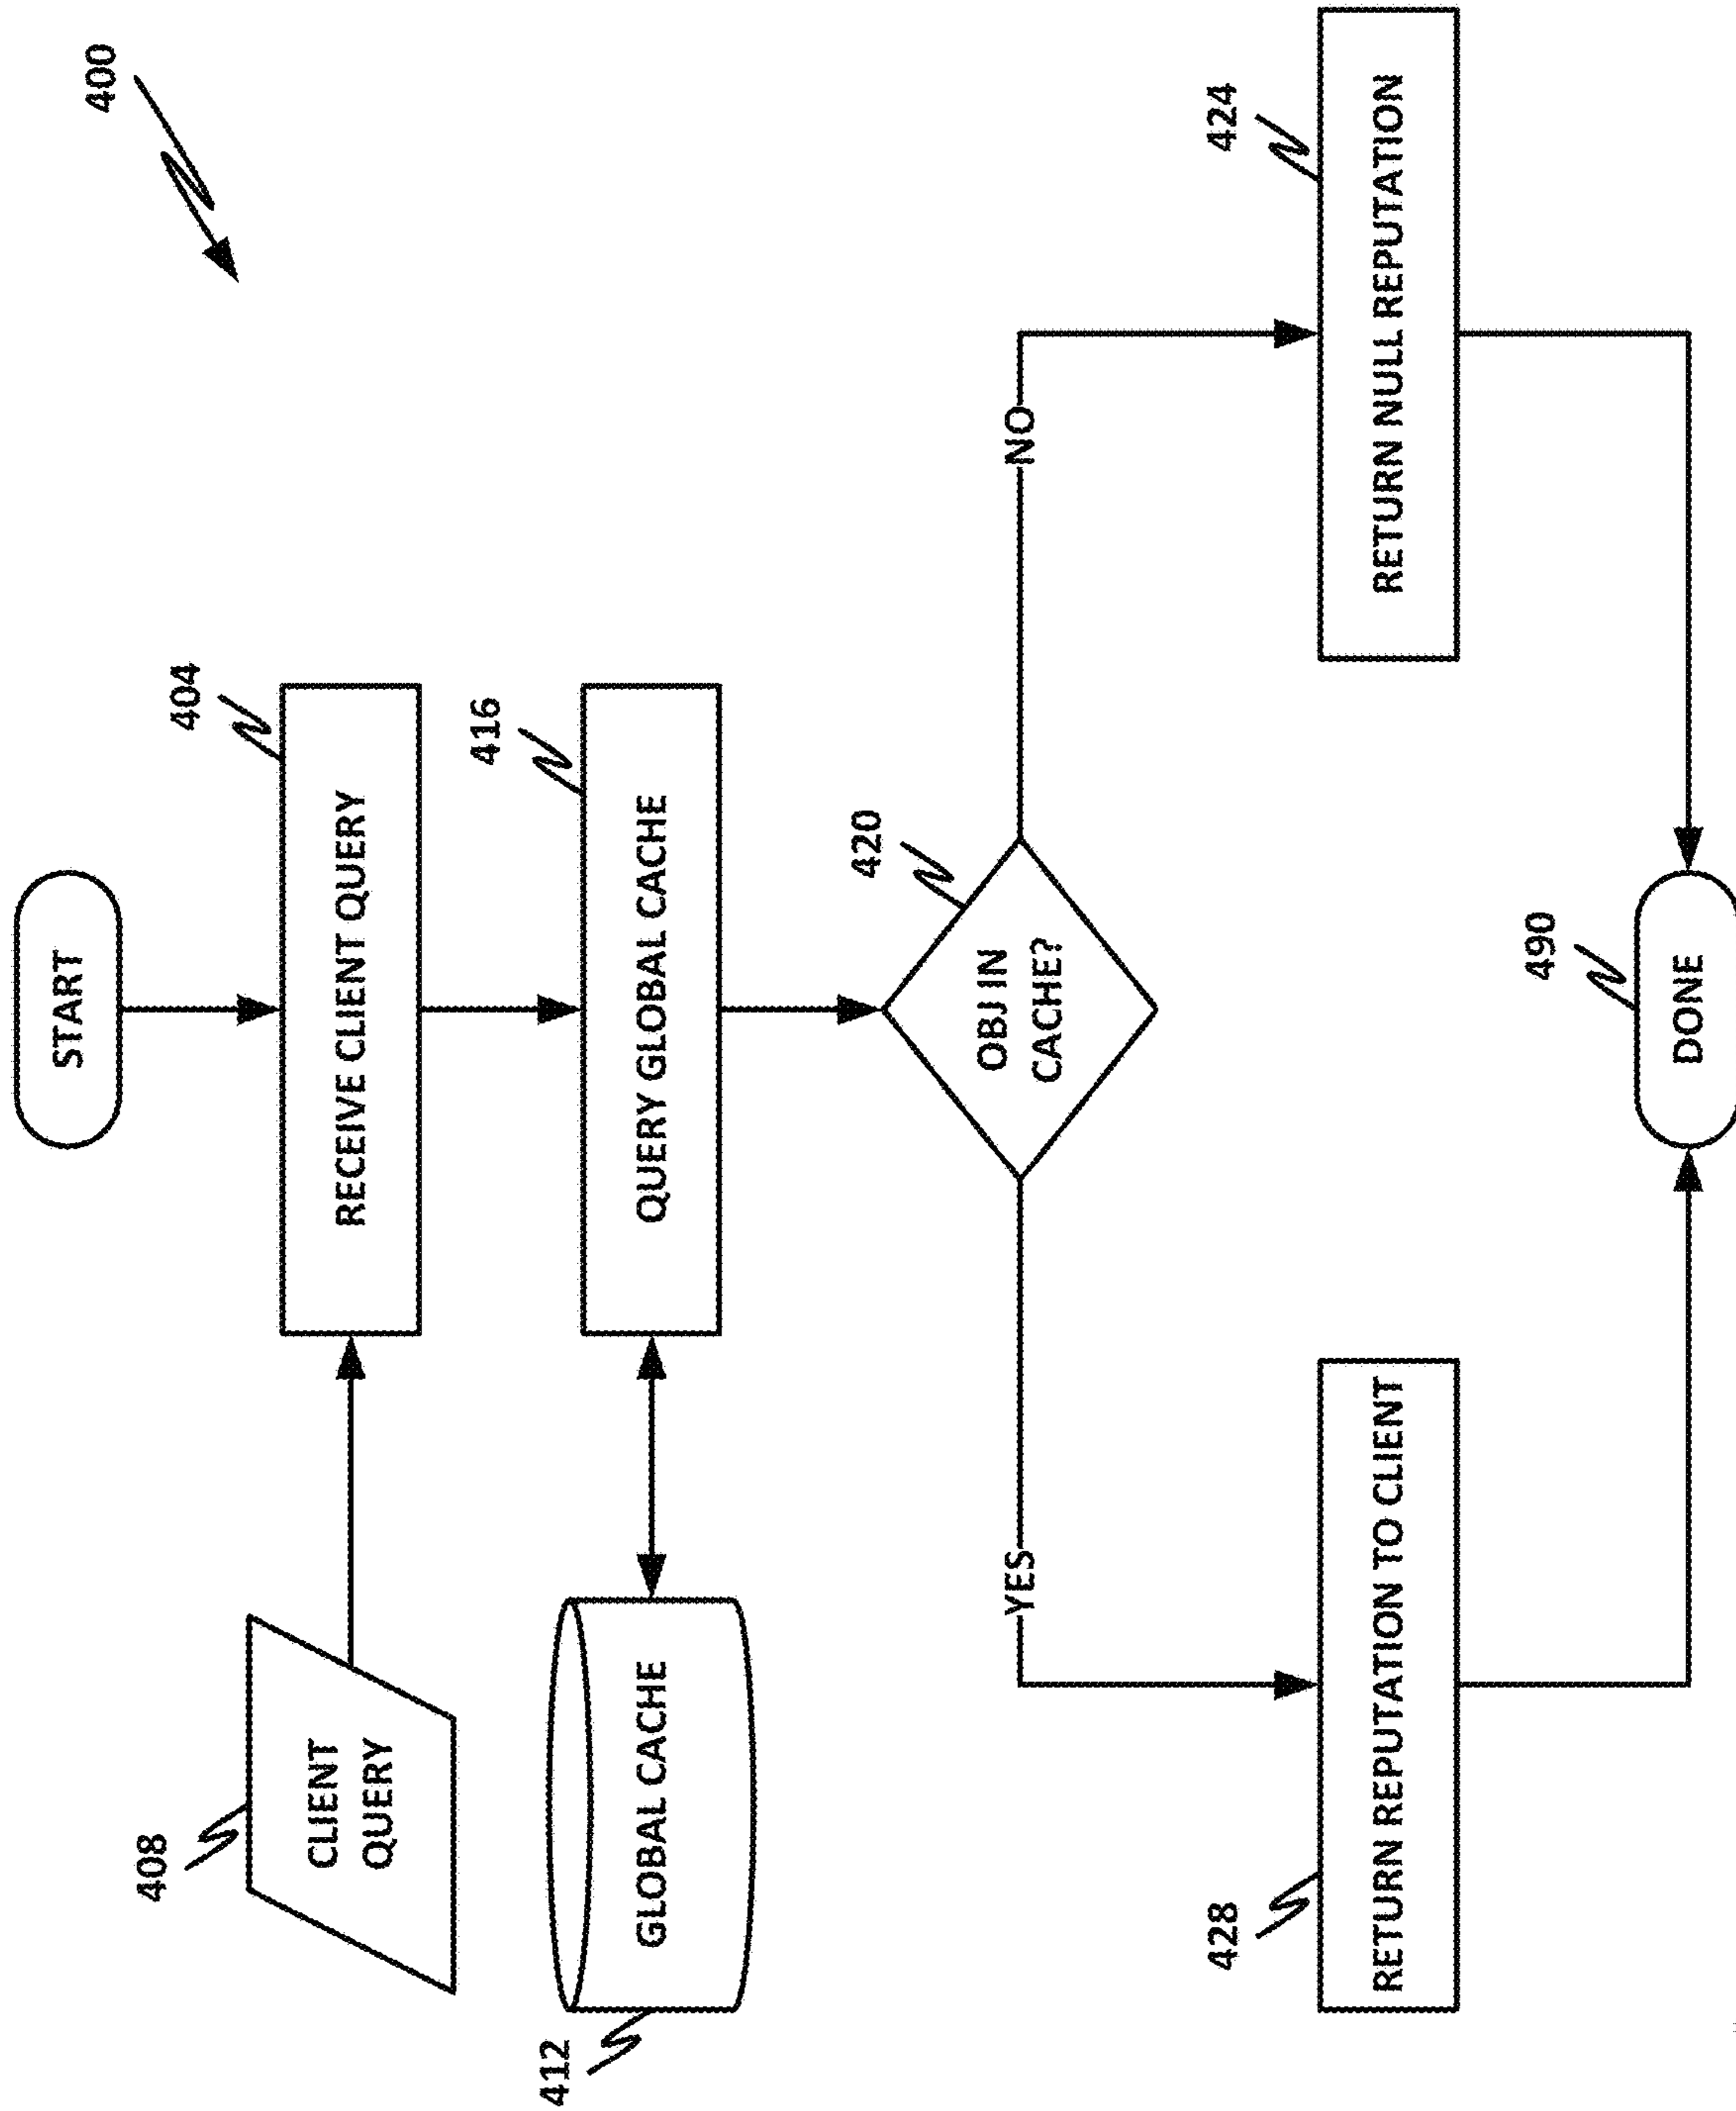 400
START
404
RECEIVE CLIENT QUERY
408
CLIENT
QUERY
416
QUERY GLOBAL CACHE
412
GLOBAL CACHE
420
OBJ IN
CACHE?
YES
NO
428
RETURN REPUTATION TO CLIENT
424
RETURN NULL REPUTATION
490
DONE